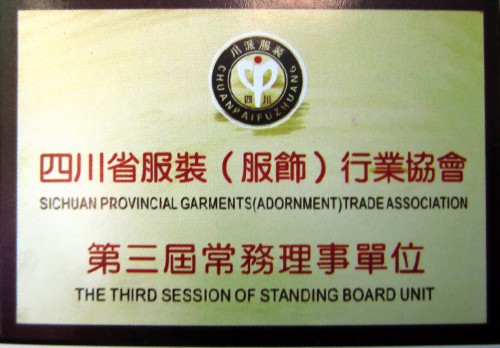 川派服裝
CHUANPAIFUZHUANG
四川
四川省服裝（服飾）行業協會
SICHUAN PROVINCIAL GARMENTS(ADORNMENT)TRADE ASSOCIATION
第三屆常務理事單位
THE THIRD SESSION OF STANDING BOARD UNIT